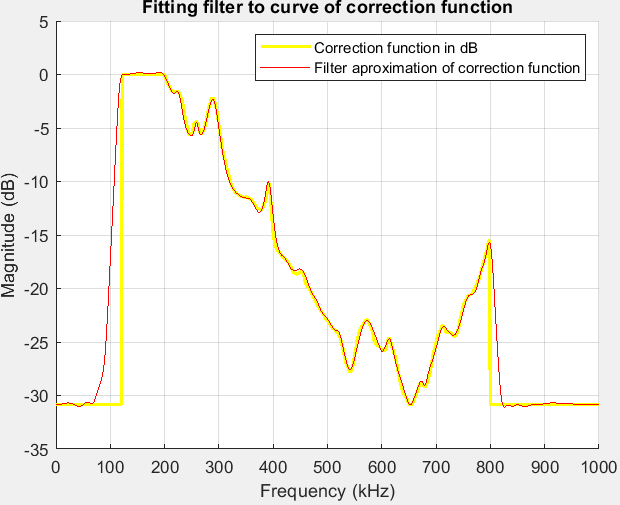 Fitting filter to curve of correction function
Correction function in dB
Filter aproximation of correction function
Magnitude (dB)
5
0
-5
-10
-15
-20
-25
-30
-35
0 100 200 300 400 500 600 700 800 900 1000
Frequency (kHz)